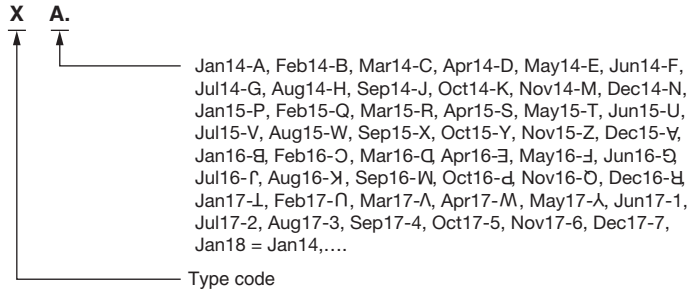 X A.
Jan14-A, Feb14-B, Mar14-C, Apr14-D, May14-E, Jun14-F,
Jul14-G, Aug14-H, Sep14-J, Oct14-K, Nov14-M, Dec14-N,
Jan15-P, Feb15-Q, Mar15-R, Apr15-S, May15-T, Jun15-U,
Jul15-V, Aug15-W, Sep15-X, Oct15-Y, Nov15-Z, Dec15-Ɐ,
Jan16-ᗺ, Feb16-Ɔ, Mar16-ᗡ, Apr16-Ǝ, May16-Ⅎ, Jun16-⅁,
Jul16-ſ, Aug16-ꓘ, Sep16-ꟽ, Oct16-Ԁ, Nov16-Ꝺ, Dec16-ᴚ,
Jan17-⊥, Feb17-Ո, Mar17-Λ, Apr17-ʍ, May17-⅄, Jun17-1,
Jul17-2, Aug17-3, Sep17-4, Oct17-5, Nov17-6, Dec17-7,
Jan18 = Jan14,....
Type code